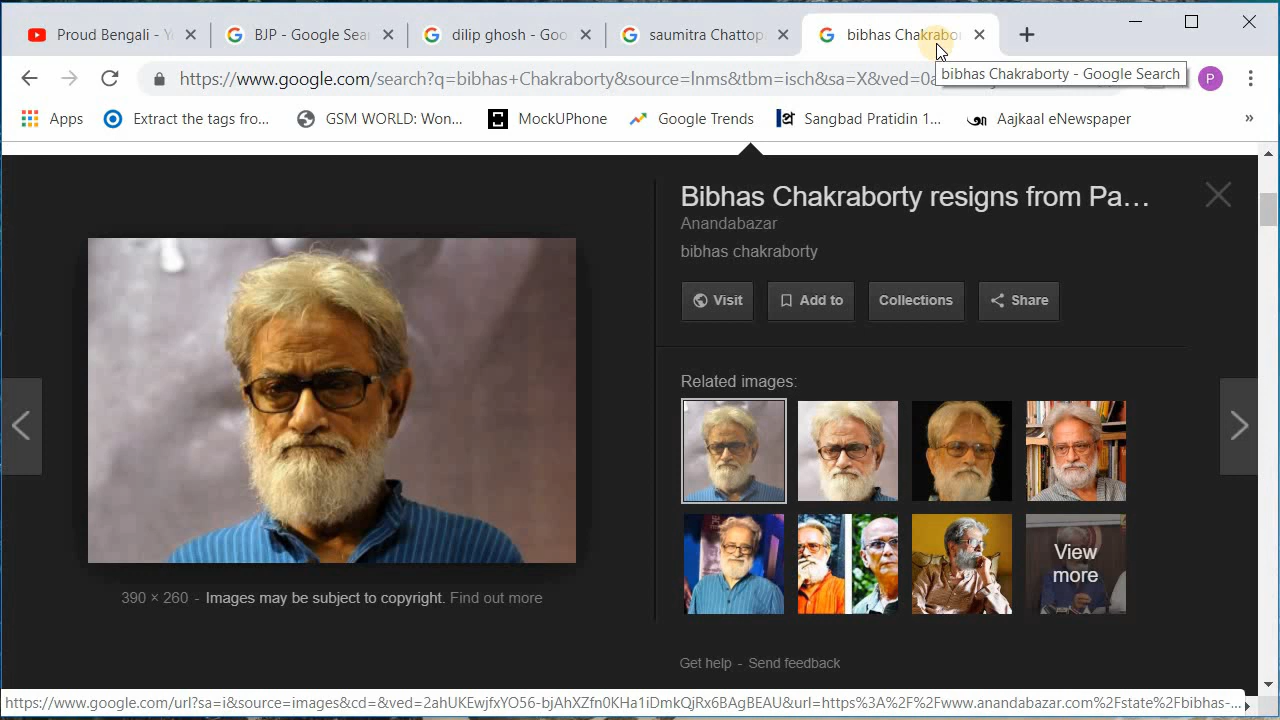 Proud Bengali - Y
BJP - Google Sea
dilip ghosh - Goo
saumitra Chattop
bibhas Chakrabor
https://www.google.com/search?q=bibhas+Chakraborty&source=lnms&tbm=isch&sa=X&ved=0a
bibhas Chakraborty - Google Search
P
Apps
Extract the tags fro...
GSM WORLD: Won...
MockUPhone
Google Trends
Sangbad Pratidin 1...
Aajkaal eNewspaper
»
Bibhas Chakraborty resigns from Pa...
Anandabazar
bibhas chakraborty
Visit
Add to
Collections
Share
Related images:
View
more
390 × 260 - Images may be subject to copyright. Find out more
Get help - Send feedback
https://www.google.com/url?sa=i&source=images&cd=&ved=2ahUKEwjfxYO56-bjAhXZfn0KHa1iDmkQjRx6BAgBEAU&url=https%3A%2F%2Fwww.anandabazar.com%2Fstate%2Fbibhas-...